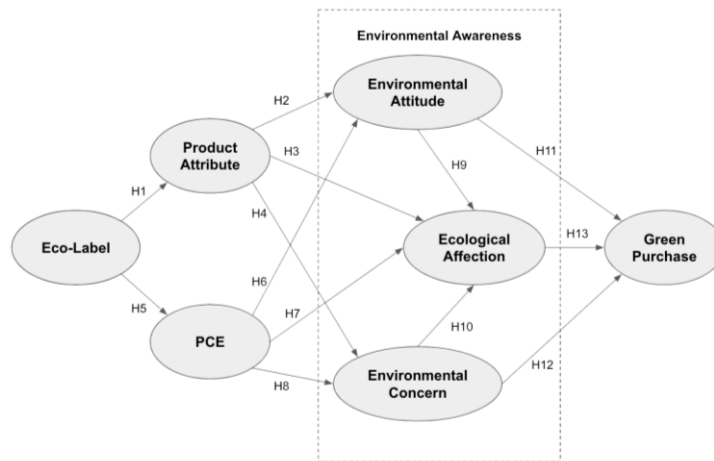 Environmental Awareness
Environmental
Attitude
H2
Product
Attribute
H3
H11
H9
H1
H4
Eco-Label
Ecological
Affection
H13
Green
Purchase
H6
H5
H7
PCE
H10
H8
Environmental
Concern
H12